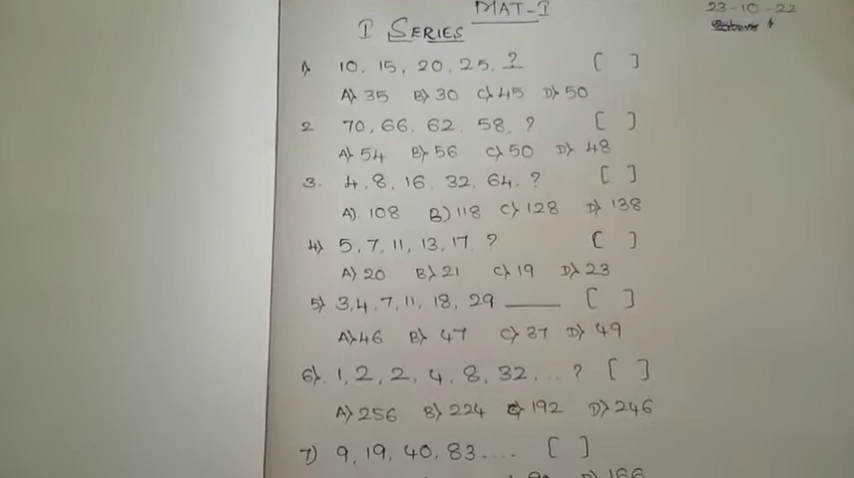 MAT-I
23-10-22
I SERIES
1) 10, 15, 20, 25, ? [ ]
A) 35 B) 30 C) 45 D) 50
2 70, 66, 62, 58, ? [ ]
A) 54 B) 56 C) 50 D) 48
3. 4, 8, 16, 32, 64, ? [ ]
A) 108 B) 118 C) 128 D) 138
4) 5, 7, 11, 13, 17, ? [ ]
A) 20 B) 21 C) 19 D) 23
5) 3, 4, 7, 11, 18, 29 ____ [ ]
A) 46 B) 47 C) 37 D) 49
6) 1, 2, 2, 4, 8, 32, ... ? [ ]
A) 256 B) 224 C) 192 D) 246
7) 9, 19, 40, 83.... [ ]
D) 166